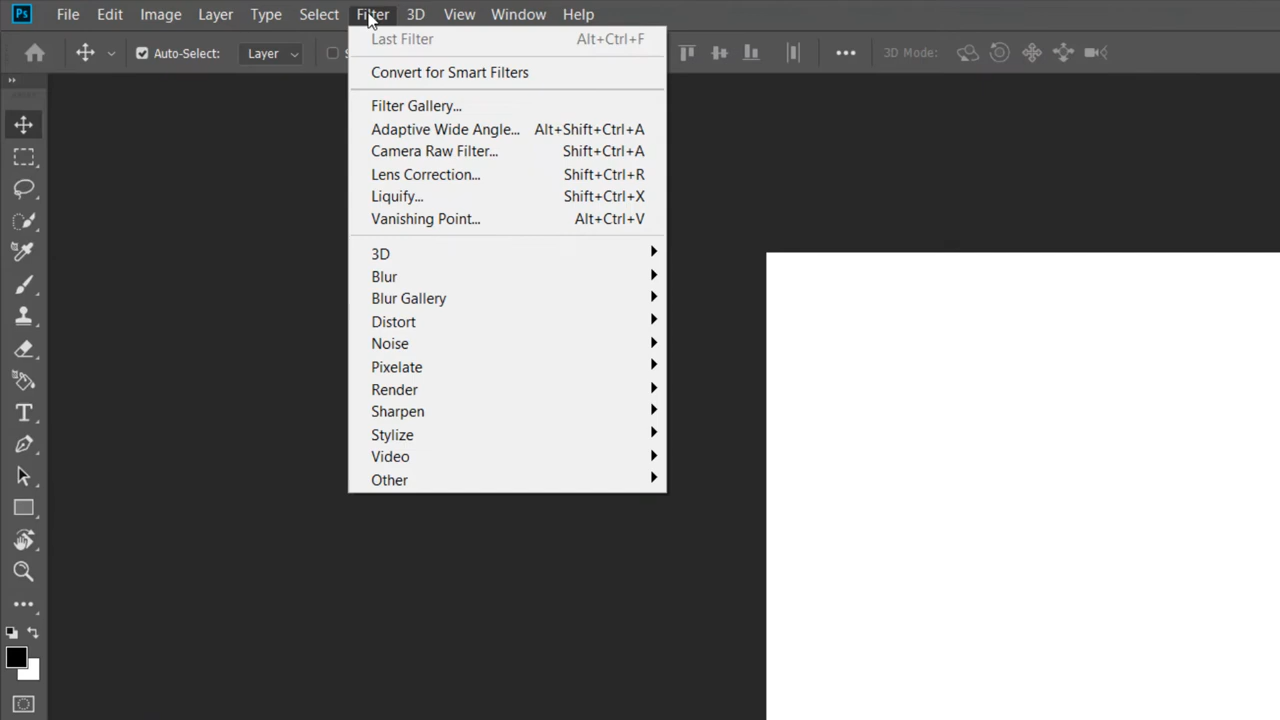 Ps File Edit Image Layer Type Select Filter 3D View Window Help
Auto-Select: Layer 3D Mode:
Last Filter Alt+Ctrl+F
Convert for Smart Filters
Filter Gallery...
Adaptive Wide Angle... Alt+Shift+Ctrl+A
Camera Raw Filter... Shift+Ctrl+A
Lens Correction... Shift+Ctrl+R
Liquify... Shift+Ctrl+X
Vanishing Point... Alt+Ctrl+V
3D
Blur
Blur Gallery
Distort
Noise
Pixelate
Render
Sharpen
Stylize
Video
Other